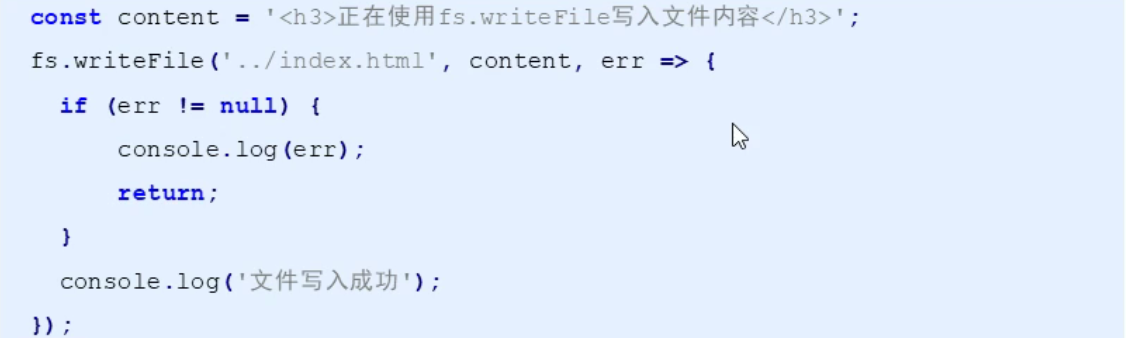 const content = '<h3>正在使用fs.writeFile写入文件内容</h3>';
fs.writeFile('../index.html', content, err => {
if (err != null) {
console.log(err);
return;
}
console.log('文件写入成功');
});